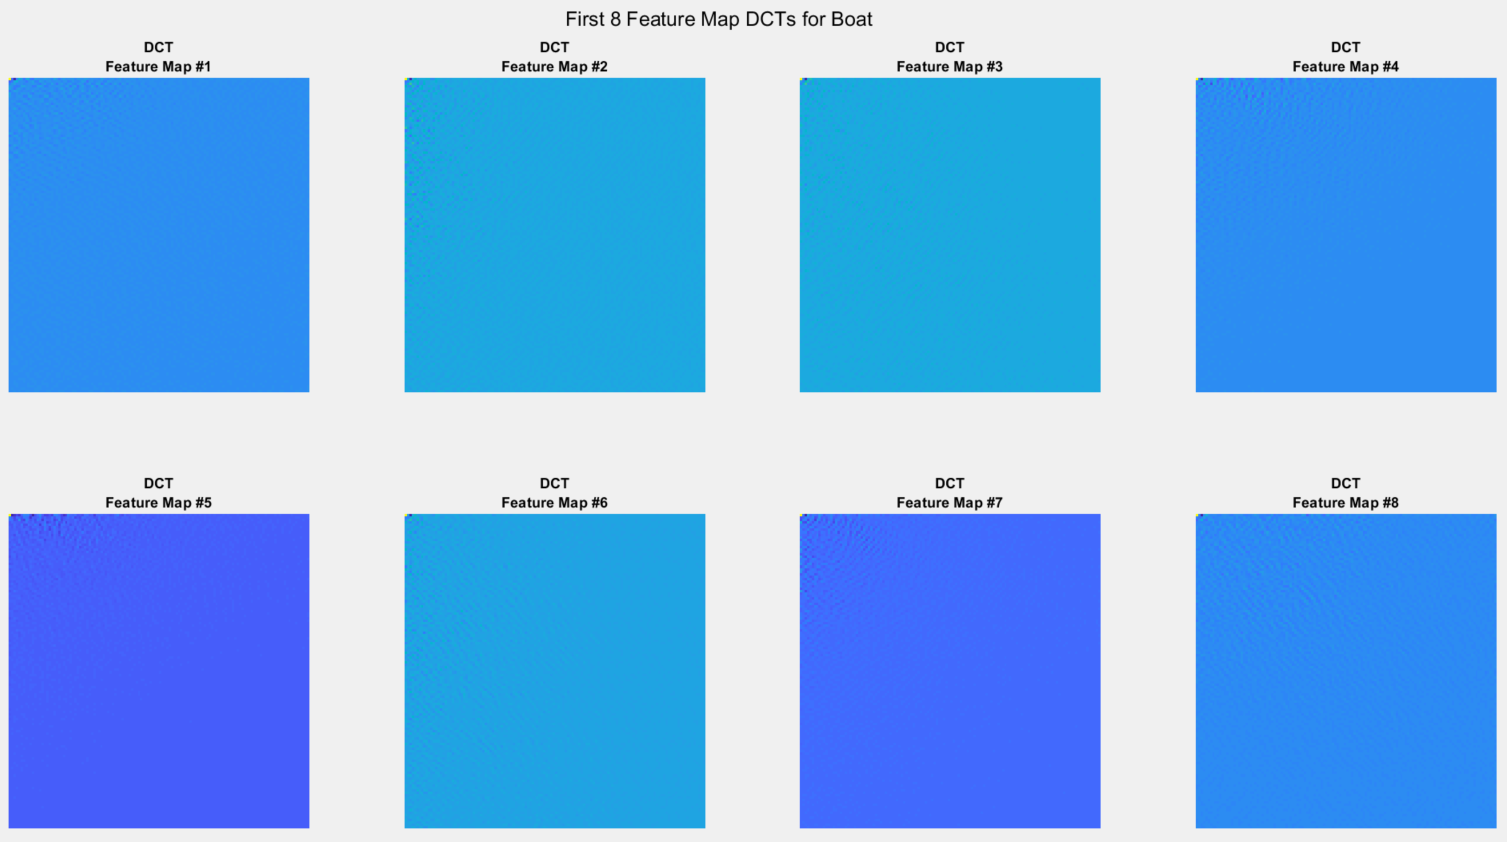 First 8 Feature Map DCTs for Boat
DCT
Feature Map #1
DCT
Feature Map #2
DCT
Feature Map #3
DCT
Feature Map #4
DCT
Feature Map #5
DCT
Feature Map #6
DCT
Feature Map #7
DCT
Feature Map #8